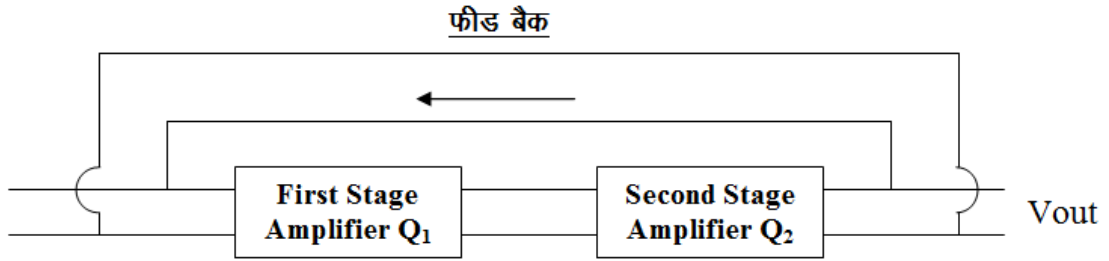 फीड बैक
First Stage
Amplifier Q₁
Second Stage
Amplifier Q₂
Vout